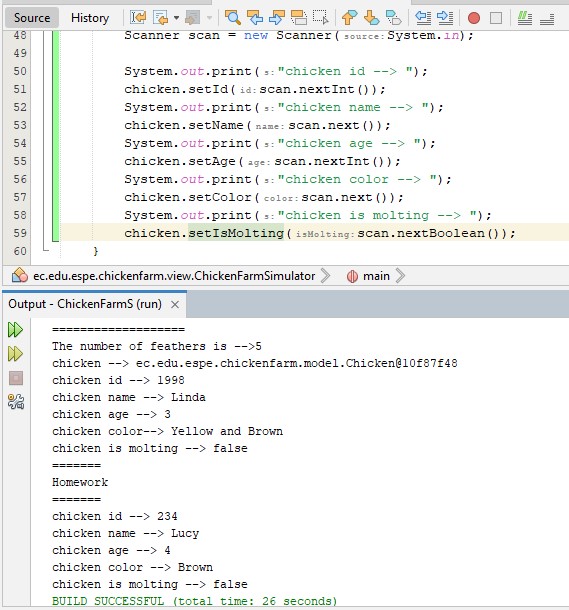 Source History
48 Scanner scan = new Scanner( source: System.in);
49
50 System.out.print( s: "chicken id --> ");
51 chicken.setId( id: scan.nextInt());
52 System.out.print( s: "chicken name --> ");
53 chicken.setName( name: scan.next());
54 System.out.print( s: "chicken age --> ");
55 chicken.setAge( age: scan.nextInt());
56 System.out.print( s: "chicken color --> ");
57 chicken.setColor( color: scan.next());
58 System.out.print( s: "chicken is molting --> ");
59 chicken.setIsMolting( isMolting: scan.nextBoolean());
60 }
ec.edu.espe.chickenfarm.view.ChickenFarmSimulator main
Output - ChickenFarmS (run) ×
===================
The number of feathers is -->5
chicken --> ec.edu.espe.chickenfarm.model.Chicken@10f87f48
chicken id --> 1998
chicken name --> Linda
chicken age --> 3
chicken color--> Yellow and Brown
chicken is molting --> false
=======
Homework
=======
chicken id --> 234
chicken name --> Lucy
chicken age --> 4
chicken color --> Brown
chicken is molting --> false
BUILD SUCCESSFUL (total time: 26 seconds)